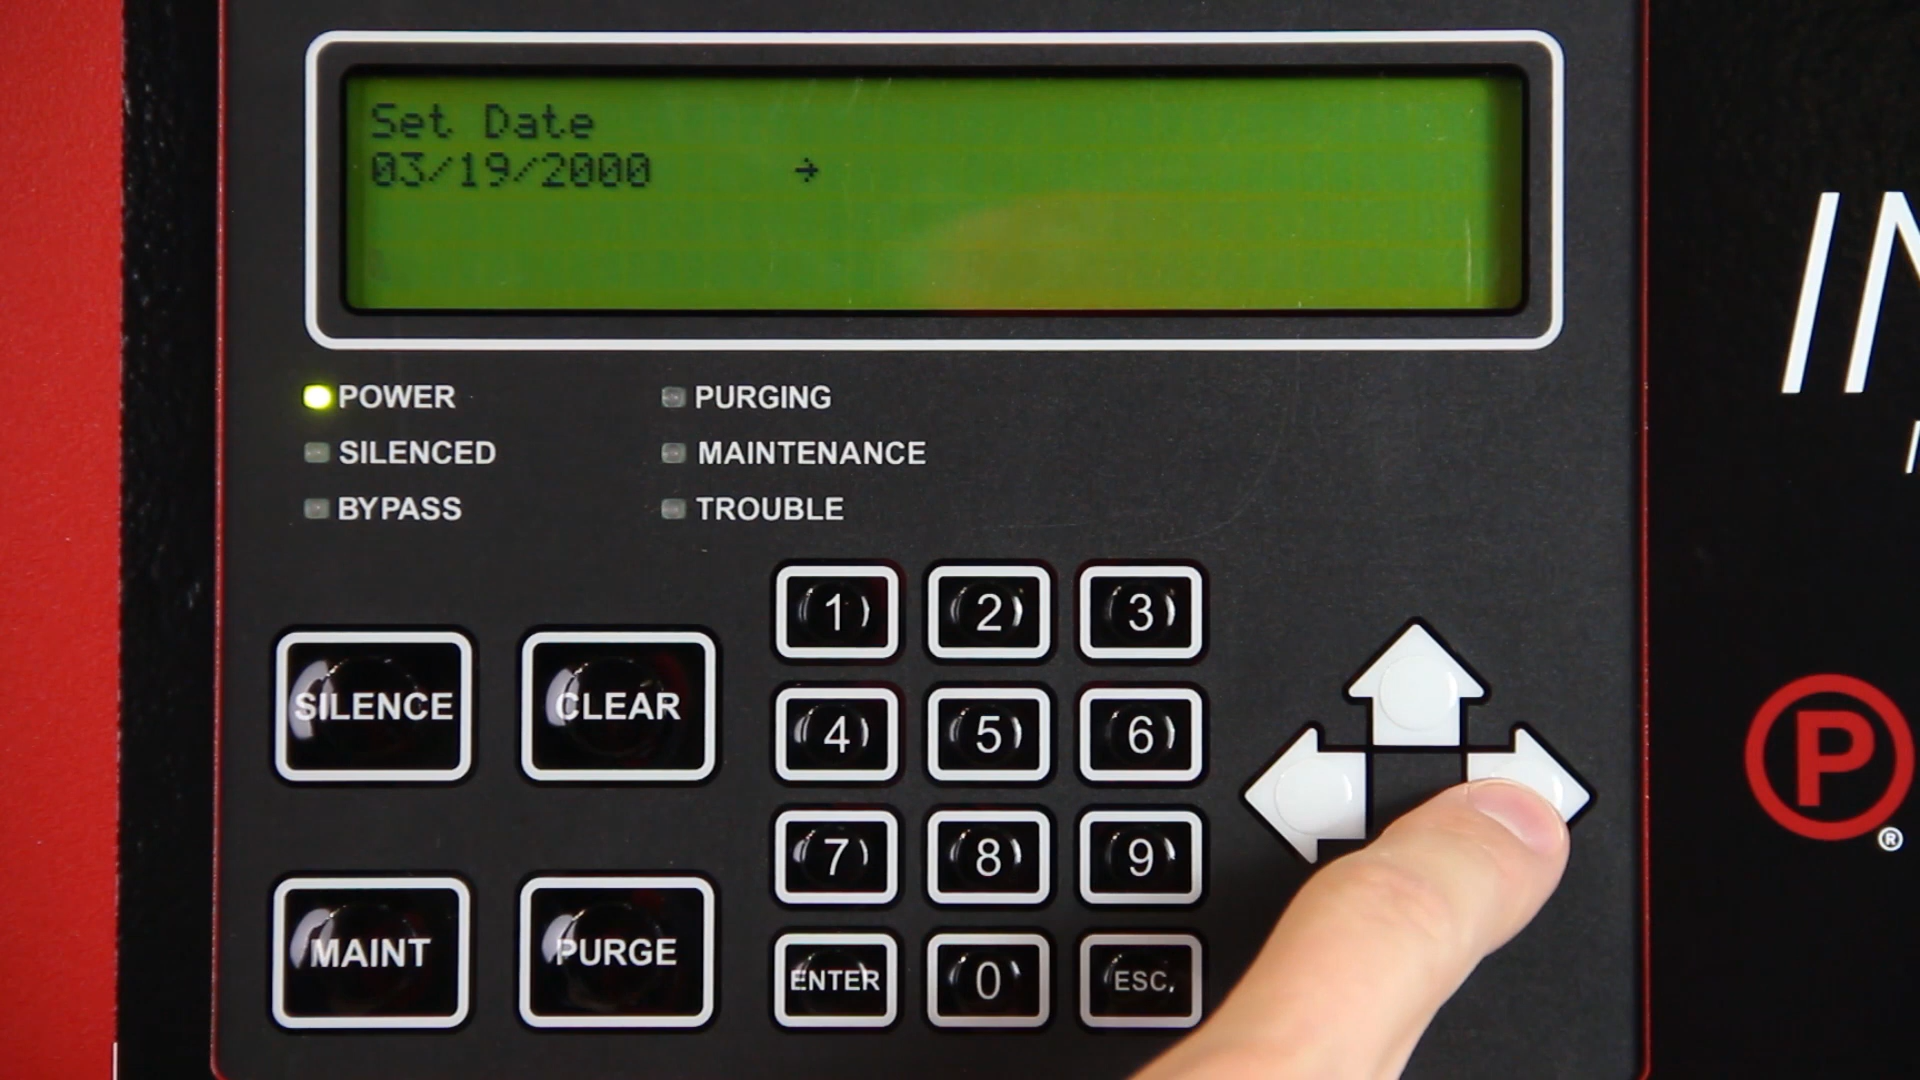 Set Date
03/19/2000 →
POWER
PURGING
SILENCED
MAINTENANCE
BYPASS
TROUBLE
1
2
3
SILENCE
CLEAR
4
5
6
7
8
9
MAINT
PURGE
ENTER
0
ESC.
P
®